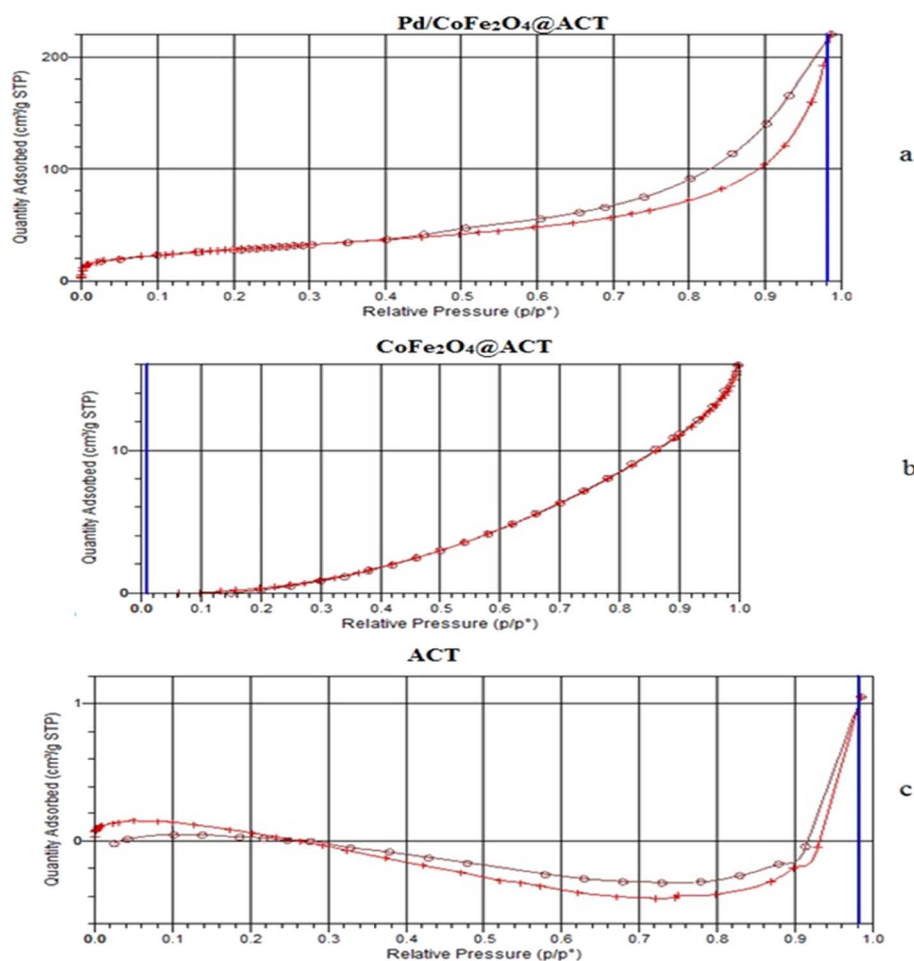 Pd/CoFe₂O₄@ACT
Quantity Adsorbed (cm³/g STP)
200
100
0
0.0 0.1 0.2 0.3 0.4 0.5 0.6 0.7 0.8 0.9 1.0
Relative Pressure (p/p°)
a
CoFe₂O₄@ACT
Quantity Adsorbed (cm³/g STP)
10
0
0.0 0.1 0.2 0.3 0.4 0.5 0.6 0.7 0.8 0.9 1.0
Relative Pressure (p/p°)
b
ACT
Quantity Adsorbed (cm³/g STP)
1
0
0.0 0.1 0.2 0.3 0.4 0.5 0.6 0.7 0.8 0.9 1.0
Relative Pressure (p/p°)
c